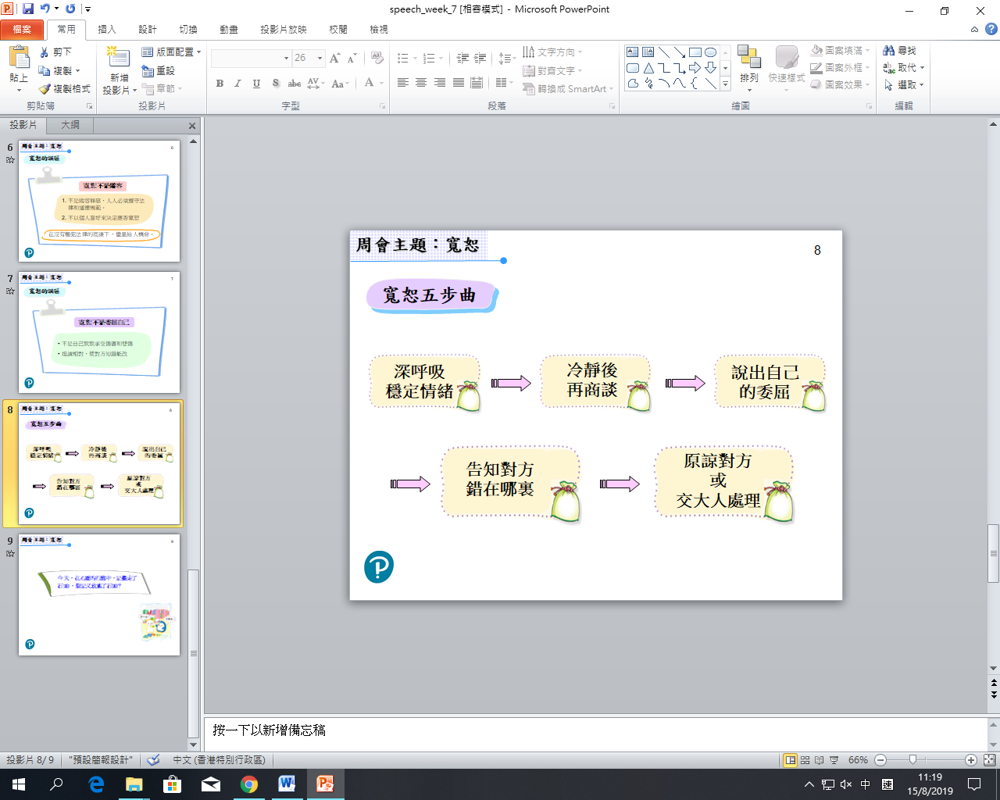 speech_week_7 [相容模式] - Microsoft PowerPoint
檔案 常用 插入 設計 切換 動畫 投影片放映 校閱 檢視
貼上
剪下
複製
複製格式
剪貼簿
新增
投影片
版面配置
重設
章節
投影片
26
B I U S abc AV Aa A
字型
文字方向
對齊文字
轉換成 SmartArt
段落
排列
快速樣式
圖案填滿
圖案外框
圖案效果
繪圖
尋找
取代
選取
編輯
投影片 大綱
6
周會主題：寬恕
6
寬恕的誤區
寬恕不是縱容
1. 不是縱容罪惡，人人必須遵守法
律和道德規範。
2. 不以個人喜好來決定應否寬恕
在沒有觸犯法律的底線下，盡量給人機會。
7
周會主題：寬恕
7
寬恕的誤區
寬恕不是委屈自己
• 不是自己默默承受傷害和悲傷
• 坦誠相對，使對方知錯能改
8
周會主題：寬恕
8
寬恕五步曲
深呼吸
穩定情緒
冷靜後
再商談
說出自己
的委屈
告知對方
錯在哪裏
原諒對方
或
交大人處理
9
周會主題：寬恕
9
周會主題：寬恕
8
寬恕五步曲
深呼吸
穩定情緒
冷靜後
再商談
說出自己
的委屈
告知對方
錯在哪裏
原諒對方
或
交大人處理
按一下以新增備忘稿
投影片 8/ 9 "預設簡報設計" 中文 (香港特別行政區) 66%
中
11:19
15/8/2019